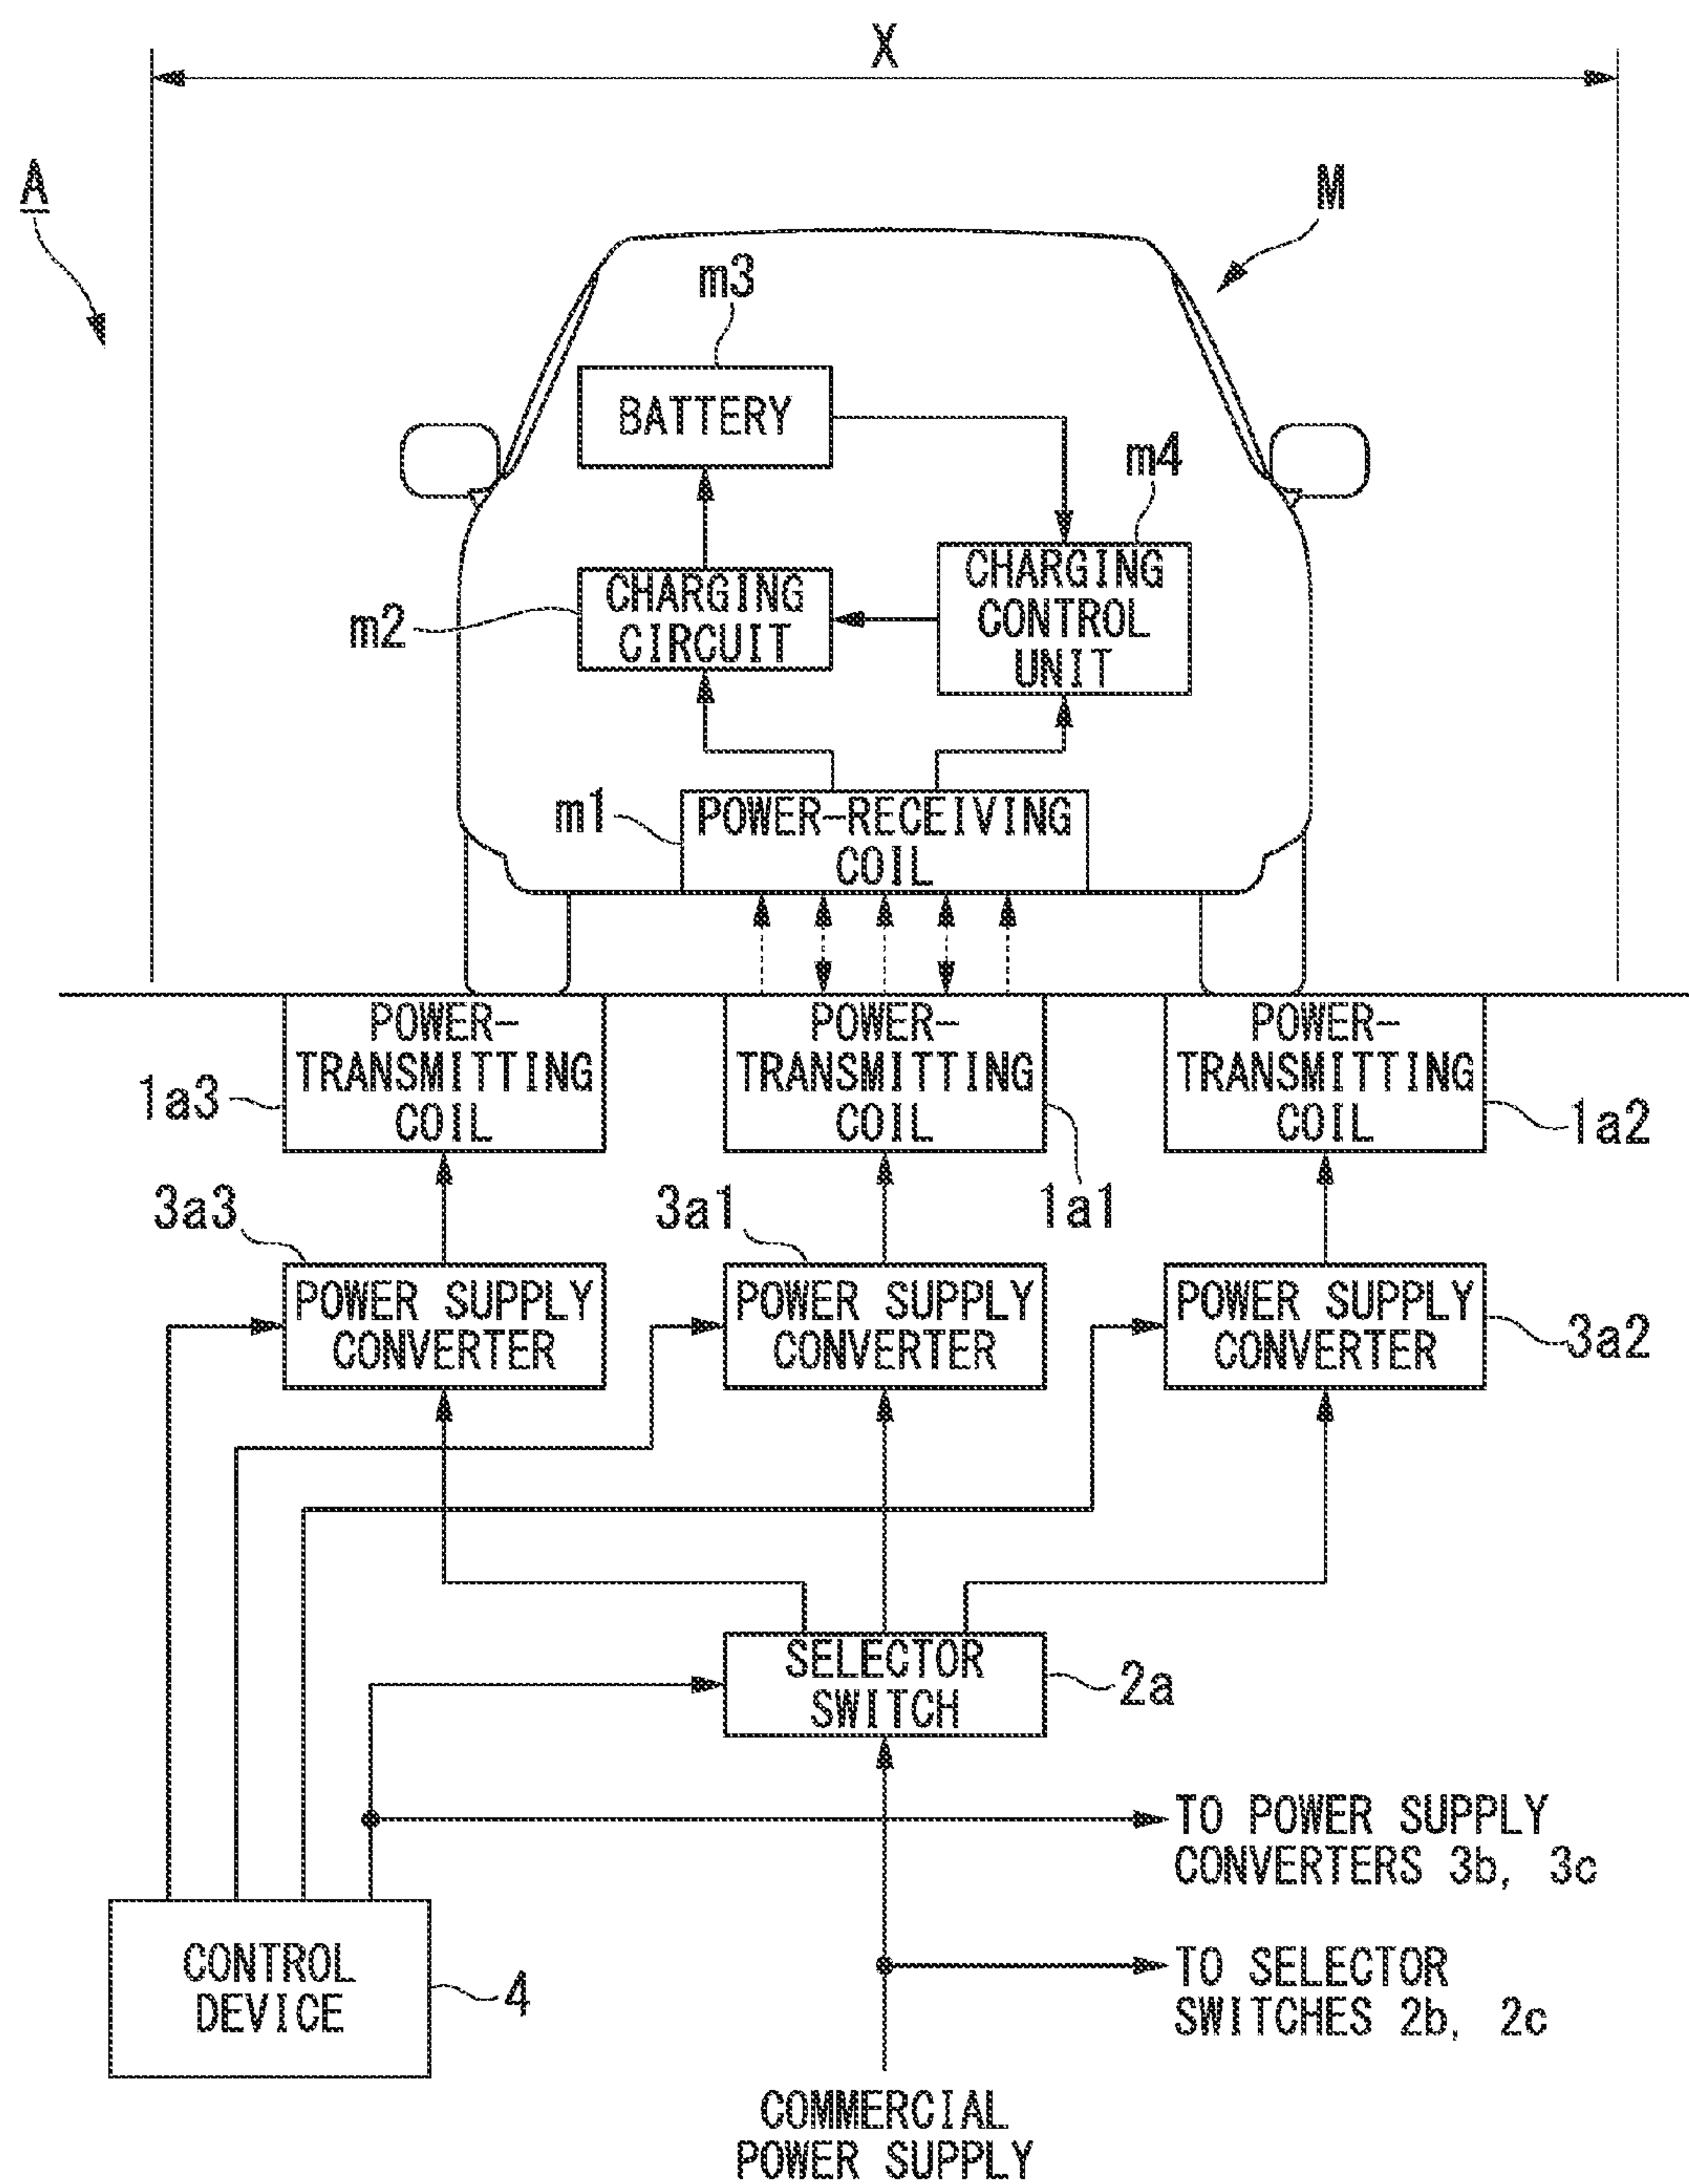 X
A
M
m3
BATTERY
m4
CHARGING
CONTROL
UNIT
CHARGING
CIRCUIT
m2
m1
POWER-RECEIVING
COIL
POWER-
TRANSMITTING
COIL
POWER-
TRANSMITTING
COIL
POWER-
TRANSMITTING
COIL
1a3
1a1
1a2
3a3
3a1
POWER SUPPLY
CONVERTER
POWER SUPPLY
CONVERTER
POWER SUPPLY
CONVERTER
3a2
SELECTOR
SWITCH
2a
TO POWER SUPPLY
CONVERTERS 3b, 3c
CONTROL
DEVICE
4
TO SELECTOR
SWITCHES 2b, 2c
COMMERCIAL
POWER SUPPLY